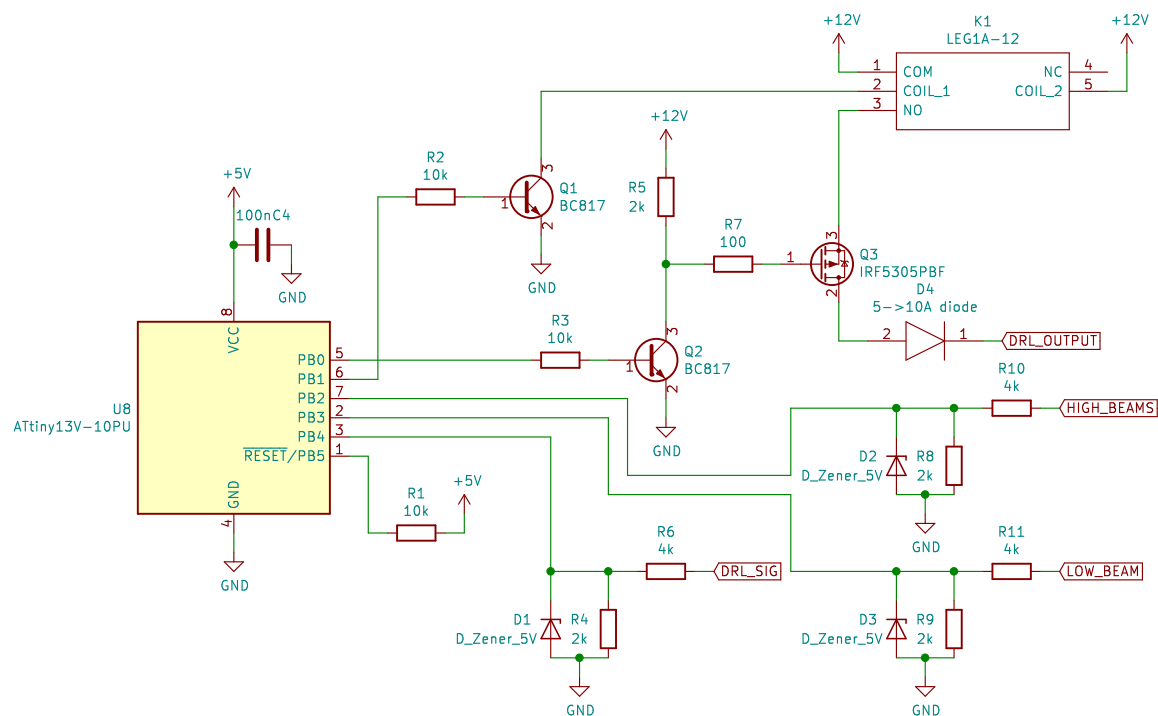 +12V
K1
LEG1A-12
+12V
1
COM
NC
4
2
COIL_1
COIL_2
5
3
NO
+12V
R2
10k
1
3
2
Q1
BC817
GND
R5
2k
R7
100
1
3
2
Q3
IRF5305PBF
D4
5->10A diode
2
1
DRL_OUTPUT
+5V
100nC4
GND
8
VCC
U8
ATtiny13V-10PU
PB0
5
PB1
6
PB2
7
PB3
2
PB4
3
RESET/PB5
1
GND
4
GND
R3
10k
1
3
2
Q2
BC817
GND
R1
10k
+5V
R10
4k
HIGH_BEAMS
D2
D_Zener_5V
R8
2k
GND
R6
4k
DRL_SIG
D1
D_Zener_5V
R4
2k
GND
R11
4k
LOW_BEAM
D3
D_Zener_5V
R9
2k
GND